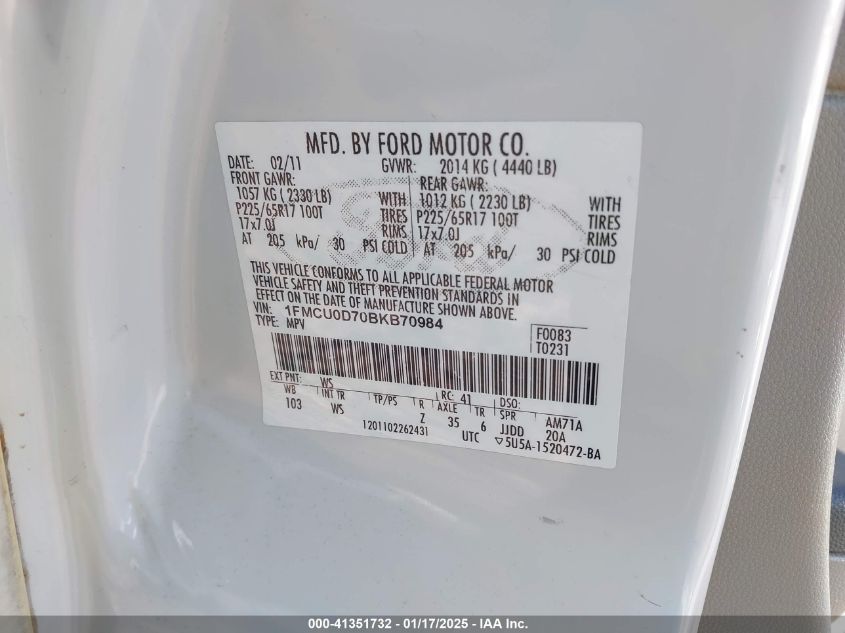 MFD. BY FORD MOTOR CO.
DATE: 02/11 GVWR: 2014 KG ( 4440 LB)
FRONT GAWR: REAR GAWR:
1057 KG ( 2330 LB) WITH 1012 KG ( 2230 LB) WITH
P225/65R17 100T TIRES P225/65R17 100T TIRES
17x7.0J RIMS 17x7.0J RIMS
AT 205 kPa/ 30 PSI COLD AT 205 kPa/ 30 PSI COLD
THIS VEHICLE CONFORMS TO ALL APPLICABLE FEDERAL MOTOR
VEHICLE SAFETY AND THEFT PREVENTION STANDARDS IN
EFFECT ON THE DATE OF MANUFACTURE SHOWN ABOVE.
VIN: 1FMCU0D70BKB70984
TYPE: MPV
F0083
T0231
EXT PNT: WS RC: 41 DSO:
WB INT TR TP/PS R AXLE TR SPR AM71A
103 WS Z 35 6 JJDD 20A
1201102262431 UTC ▽5U5A-1520472-BA
Ford
000-41351732 - 01/17/2025 - © IAA Inc.